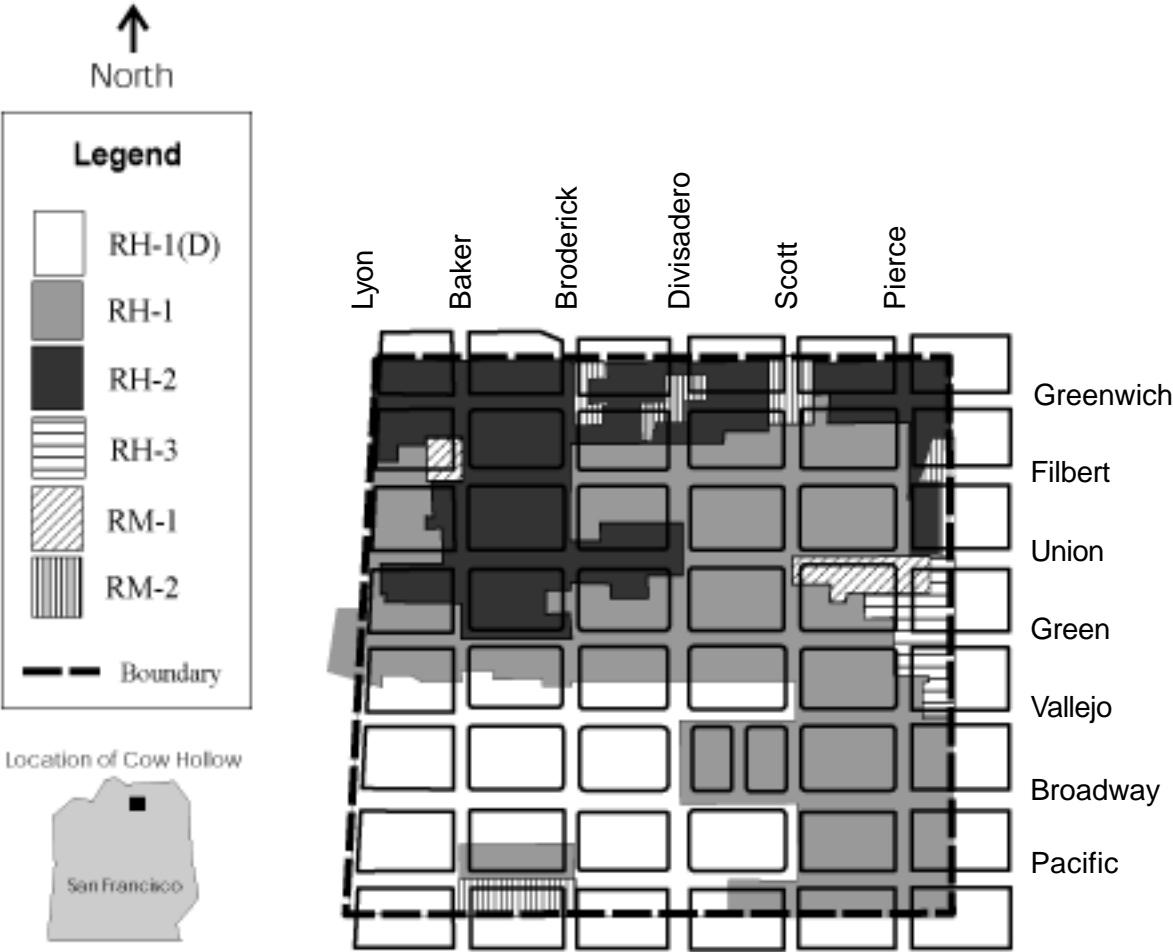 North
Legend
RH-1(D)
RH-1
RH-2
RH-3
RM-1
RM-2
Boundary
Location of Cow Hollow
San Francisco
Lyon
Baker
Broderick
Divisadero
Scott
Pierce
Greenwich
Filbert
Union
Green
Vallejo
Broadway
Pacific